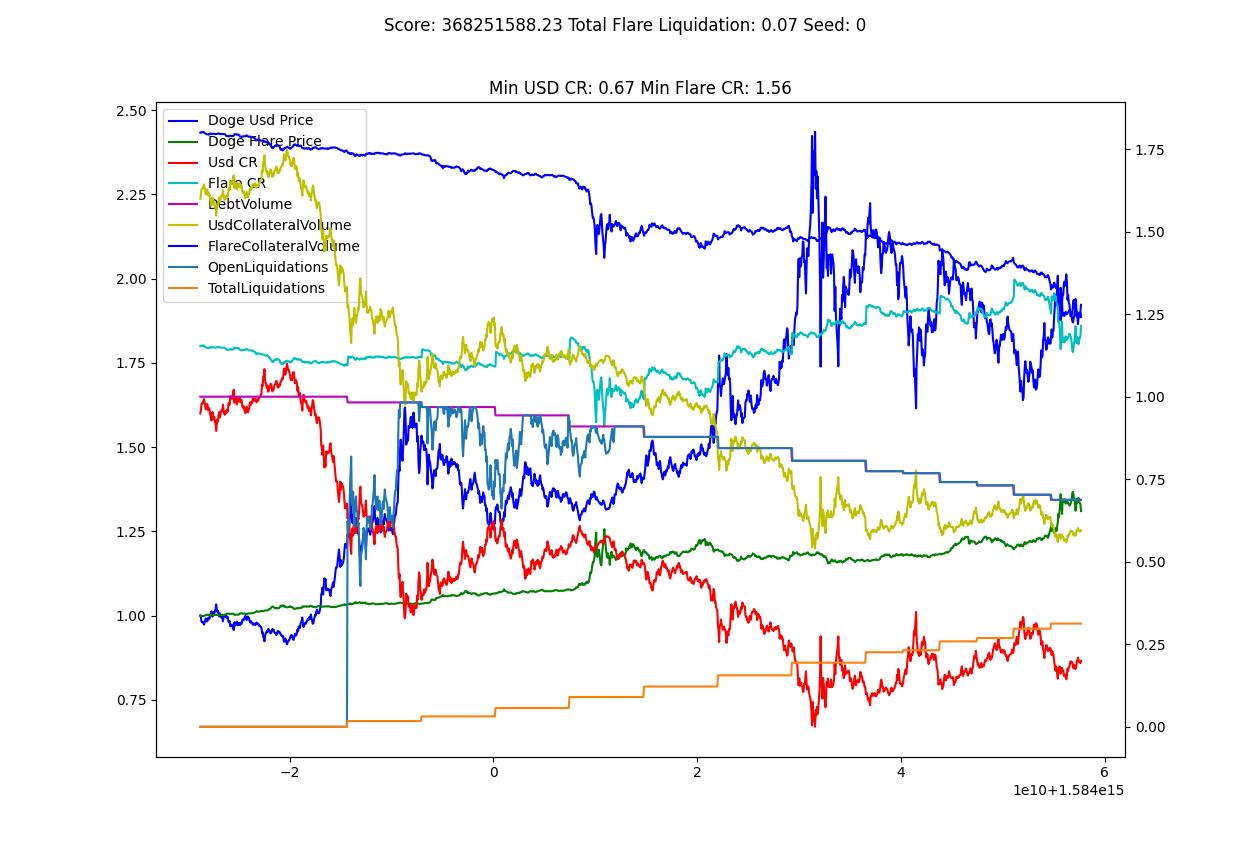 Score: 368251588.23 Total Flare Liquidation: 0.07 Seed: 0
Min USD CR: 0.67 Min Flare CR: 1.56
2.50
2.25
2.00
1.75
1.50
1.25
1.00
0.75
Doge Usd Price
Doge Flare Price
Usd CR
Flare CR
DebtVolume
UsdCollateralVolume
FlareCollateralVolume
OpenLiquidations
TotalLiquidations
1.75
1.50
1.25
1.00
0.75
0.50
0.25
0.00
−2 0 2 4 6
1e10+1.584e15